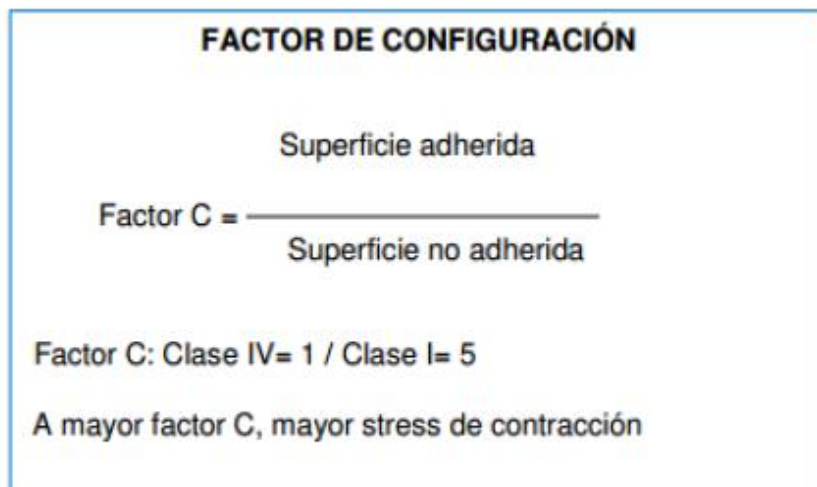 FACTOR DE CONFIGURACIÓN
Superficie adherida
Factor C =
Superficie no adherida
Factor C: Clase IV= 1 / Clase I= 5
A mayor factor C, mayor stress de contracción